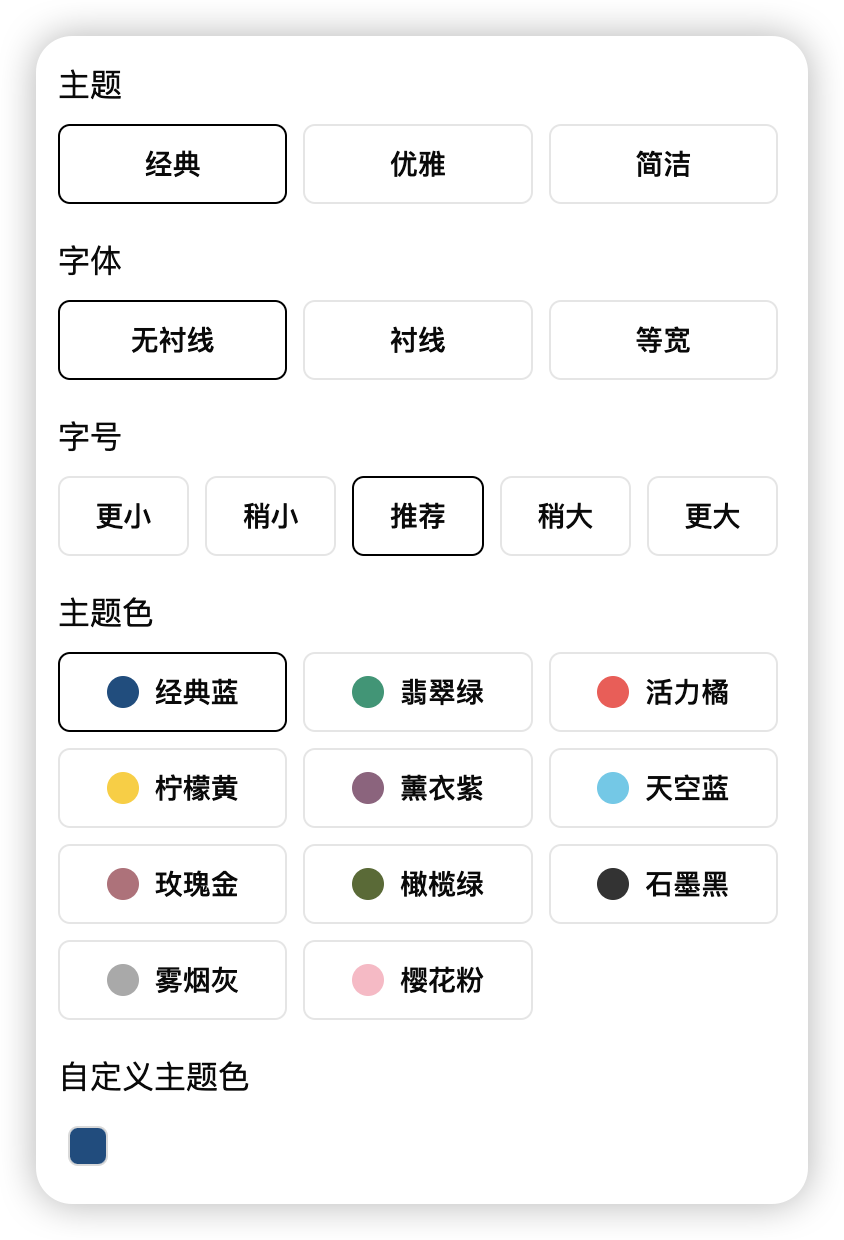 主题
经典 优雅 简洁
字体
无衬线 衬线 等宽
字号
更小 稍小 推荐 稍大 更大
主题色
经典蓝 翡翠绿 活力橘
柠檬黄 薰衣紫 天空蓝
玫瑰金 橄榄绿 石墨黑
雾烟灰 樱花粉
自定义主题色